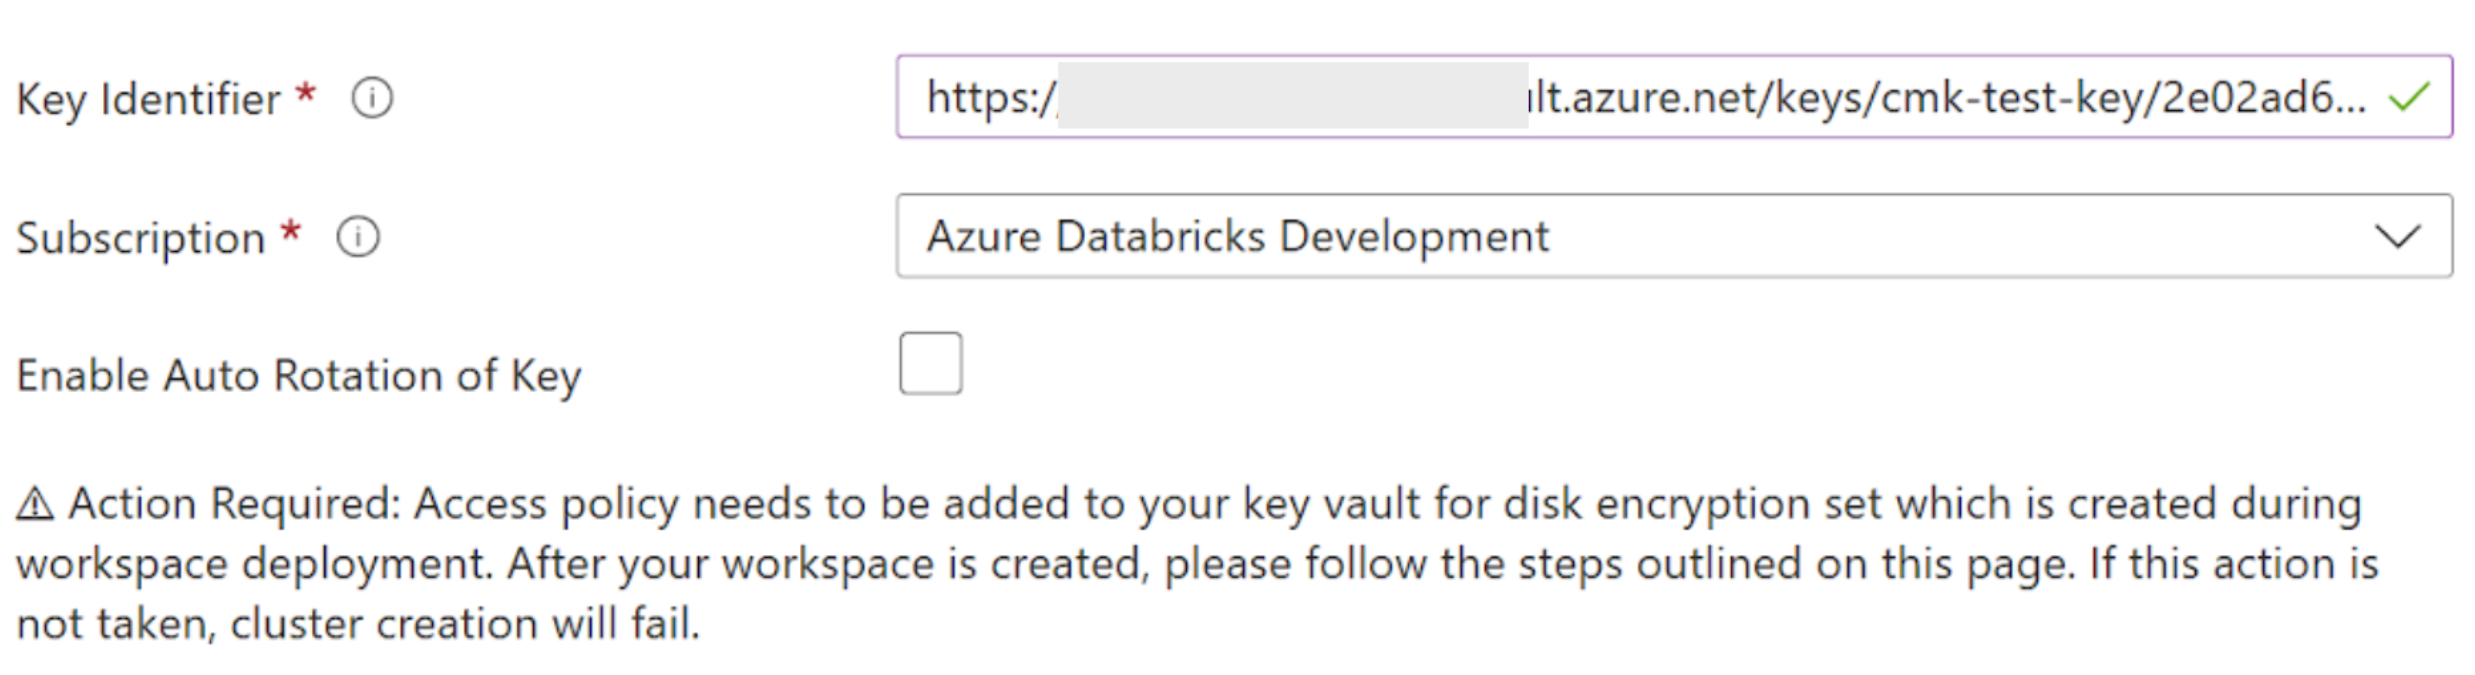 Key Identifier * https:/ lt.azure.net/keys/cmk-test-key/2e02ad6...
Subscription * Azure Databricks Development
Enable Auto Rotation of Key
⚠ Action Required: Access policy needs to be added to your key vault for disk encryption set which is created during
workspace deployment. After your workspace is created, please follow the steps outlined on this page. If this action is
not taken, cluster creation will fail.